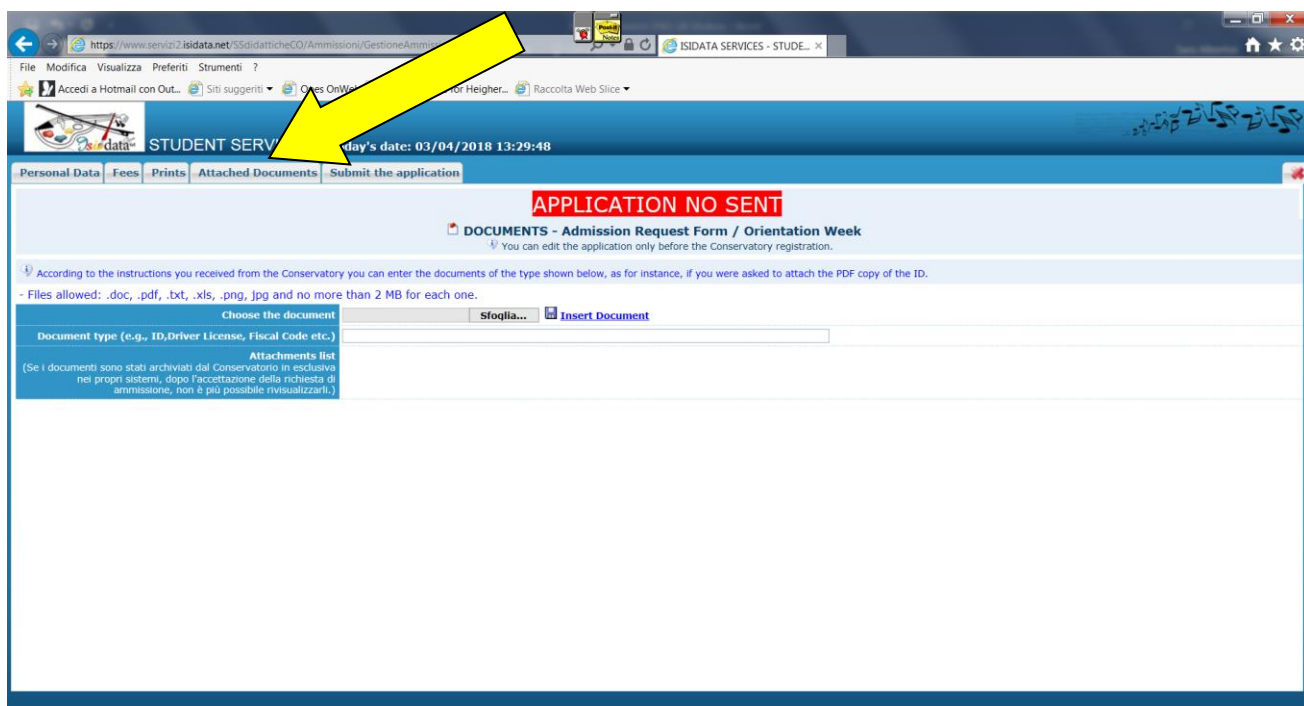 https://www.servizi2.isidata.net/SSdidatticheCO/Ammissioni/GestioneAmmis
ISIDATA SERVICES - STUDE...
File Modifica Visualizza Preferiti Strumenti ?
Accedi a Hotmail con Out... Siti suggeriti for Heigher... Raccolta Web Slice
Isidata STUDENT SERV day's date: 03/04/2018 13:29:48
Personal Data Fees Prints Attached Documents Submit the application
APPLICATION NO SENT
DOCUMENTS - Admission Request Form / Orientation Week
You can edit the application only before the Conservatory registration.
According to the instructions you received from the Conservatory you can enter the documents of the type shown below, as for instance, if you were asked to attach the PDF copy of the ID.
- Files allowed: .doc, .pdf, .txt, .xls, .png, jpg and no more than 2 MB for each one.
Choose the document Sfoglia... Insert Document
Document type (e.g., ID,Driver License, Fiscal Code etc.)
Attachments list
(Se i documenti sono stati archiviati dal Conservatorio in esclusiva
nei propri sistemi, dopo l'accettazione della richiesta di
ammissione, non è più possibile rivisualizzarli.)